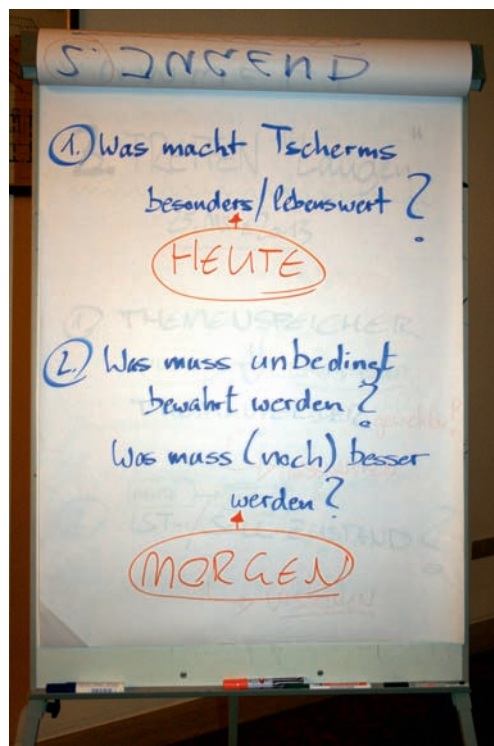 5. JUGEND
1. Was macht Tscherms
besonders/lebenswert?
HEUTE
2. Was muss unbedingt
bewahrt werden?
Was muss (noch) besser
werden?
MORGEN